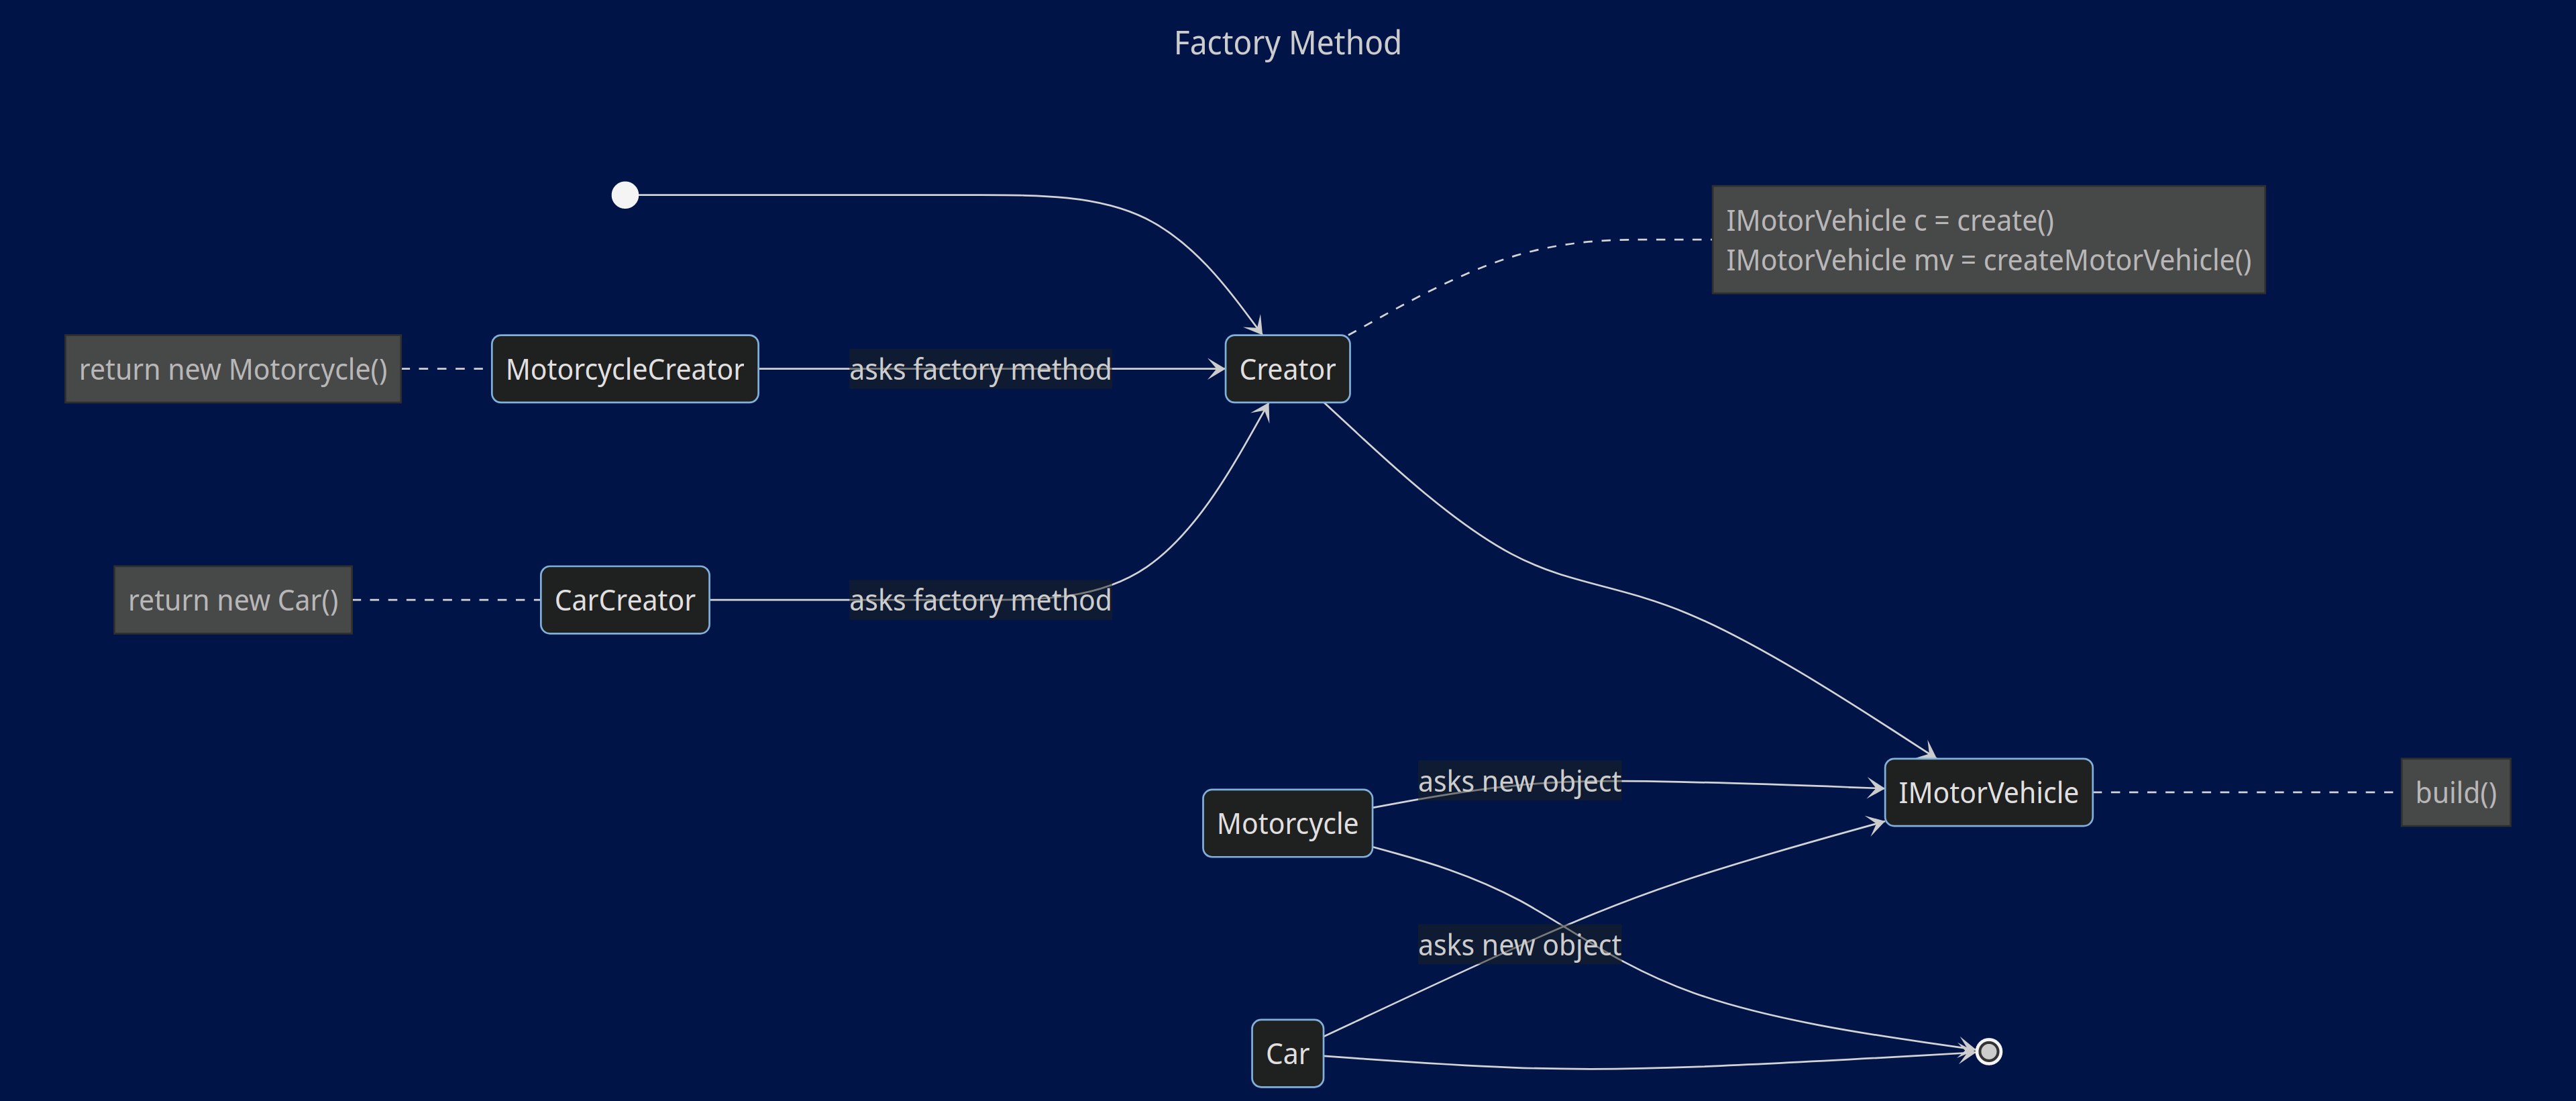 Factory Method
IMotorVehicle c = create()
IMotorVehicle mv = createMotorVehicle()
return new Motorcycle()
MotorcycleCreator
asks factory method
Creator
return new Car()
CarCreator
asks factory method
asks new object
IMotorVehicle
build()
Motorcycle
asks new object
Car